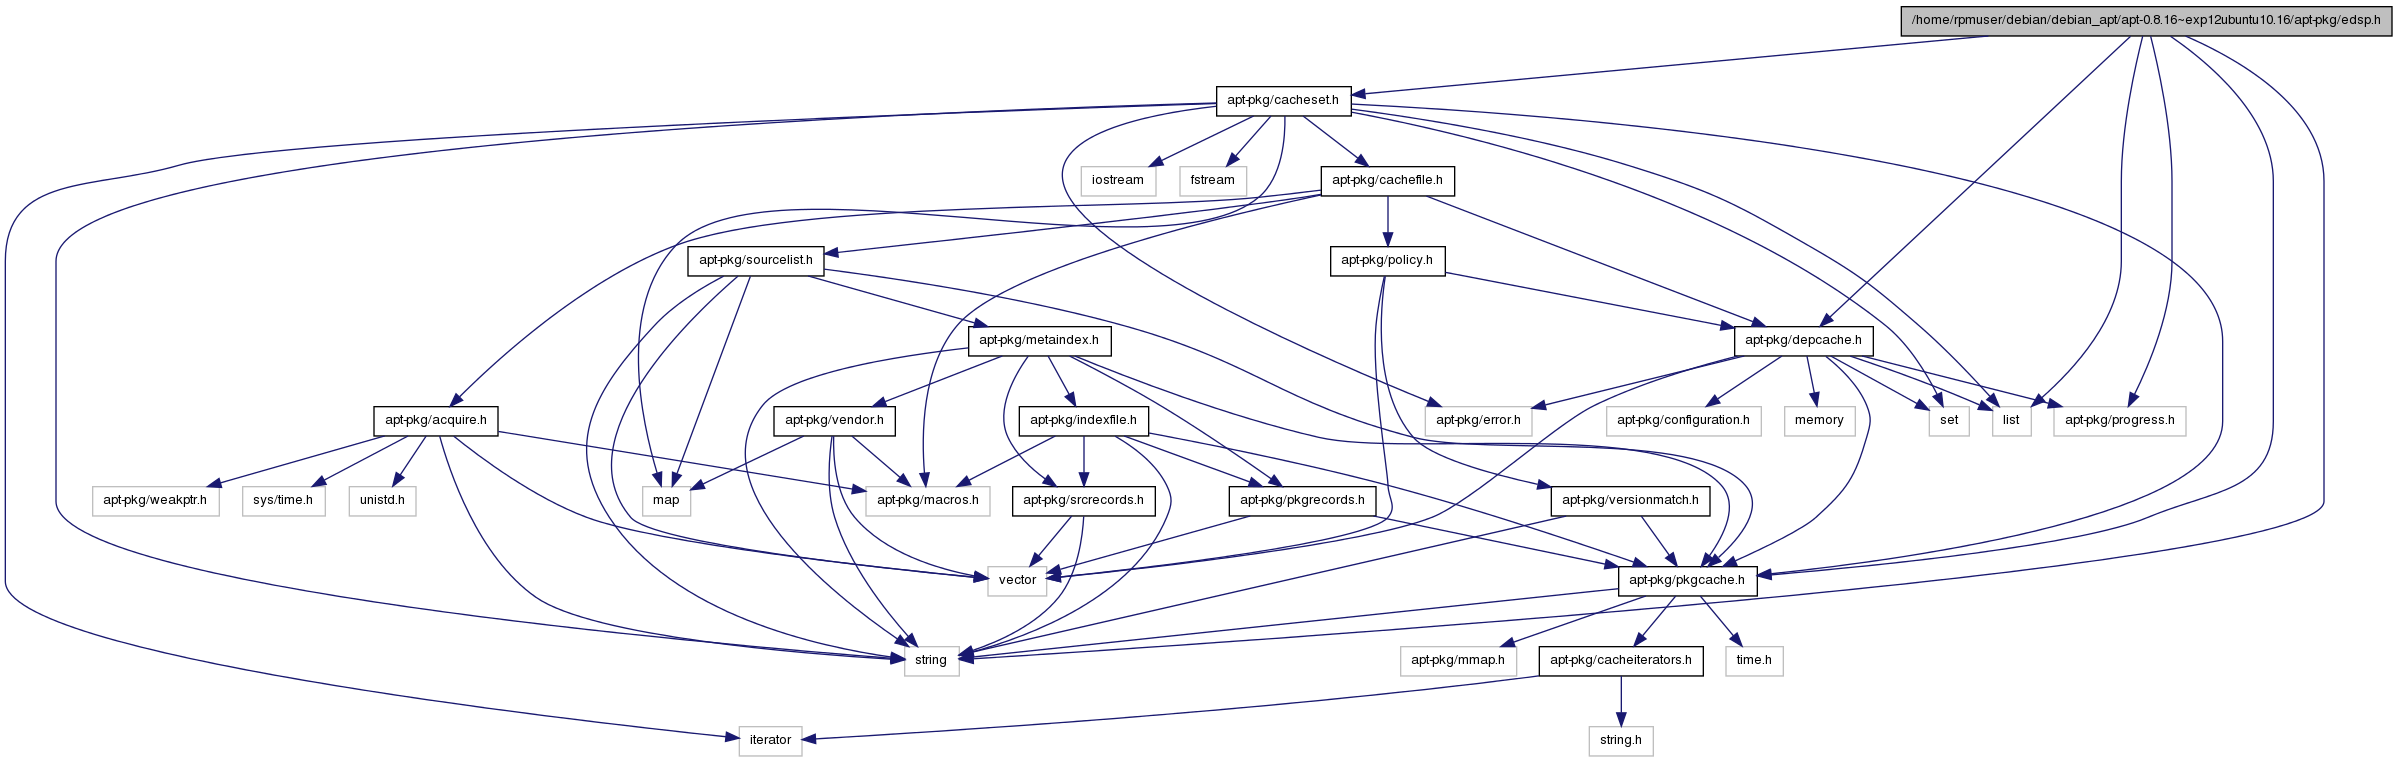 /home/rpmuser/debian/debian_apt/apt-0.8.16~exp12ubuntu10.16/apt-pkg/edsp.h
apt-pkg/cacheset.h
iostream
fstream
apt-pkg/cachefile.h
apt-pkg/sourcelist.h
apt-pkg/policy.h
apt-pkg/metaindex.h
apt-pkg/depcache.h
apt-pkg/acquire.h
apt-pkg/vendor.h
apt-pkg/indexfile.h
apt-pkg/error.h
apt-pkg/configuration.h
memory
set
list
apt-pkg/progress.h
apt-pkg/weakptr.h
sys/time.h
unistd.h
map
apt-pkg/macros.h
apt-pkg/srcrecords.h
apt-pkg/pkgrecords.h
apt-pkg/versionmatch.h
vector
apt-pkg/pkgcache.h
string
apt-pkg/mmap.h
apt-pkg/cacheiterators.h
time.h
iterator
string.h